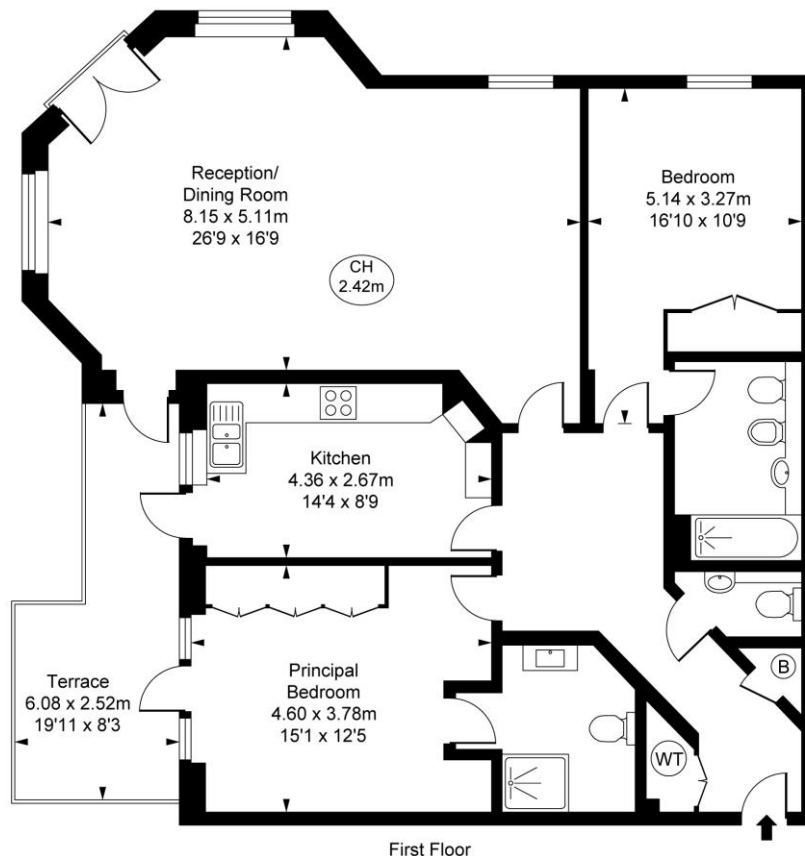 Reception/
Dining Room
8.15 x 5.11m
26'9 x 16'9
CH
2.42m
Bedroom
5.14 x 3.27m
16'10 x 10'9
Kitchen
4.36 x 2.67m
14'4 x 8'9
Terrace
6.08 x 2.52m
19'11 x 8'3
Principal
Bedroom
4.60 x 3.78m
15'1 x 12'5
B
WT
First Floor